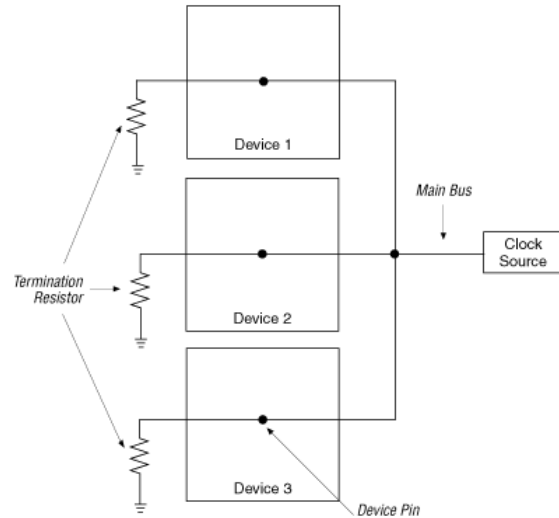 Device 1
Main Bus
Clock
Source
Termination
Resistor
Device 2
Device 3
Device Pin